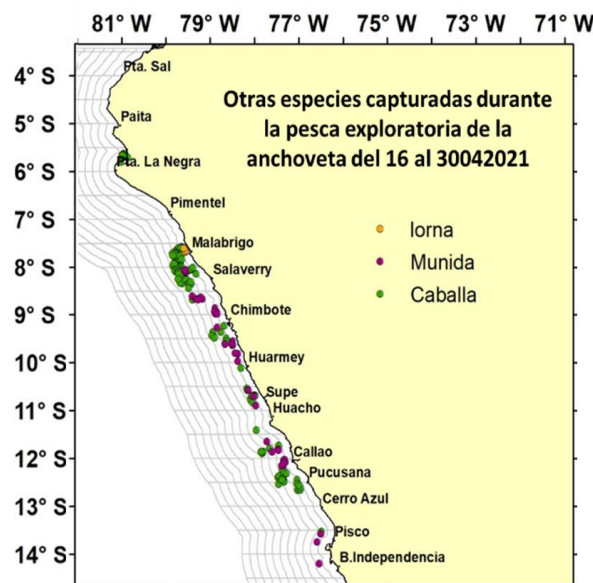 81° W 79° W 77° W 75° W 73° W 71° W
4° S
5° S
6° S
7° S
8° S
9° S
10° S
11° S
12° S
13° S
14° S
Otras especies capturadas durante
la pesca exploratoria de la
anchoveta del 16 al 30042021
lorna
Munida
Caballa
Pta. Sal
Paita
Pta. La Negra
Pimentel
Malabrigo
Salaverry
Chimbote
Huarmey
Supe
Huacho
Callao
Pucusana
Cerro Azul
Pisco
B.Independencia